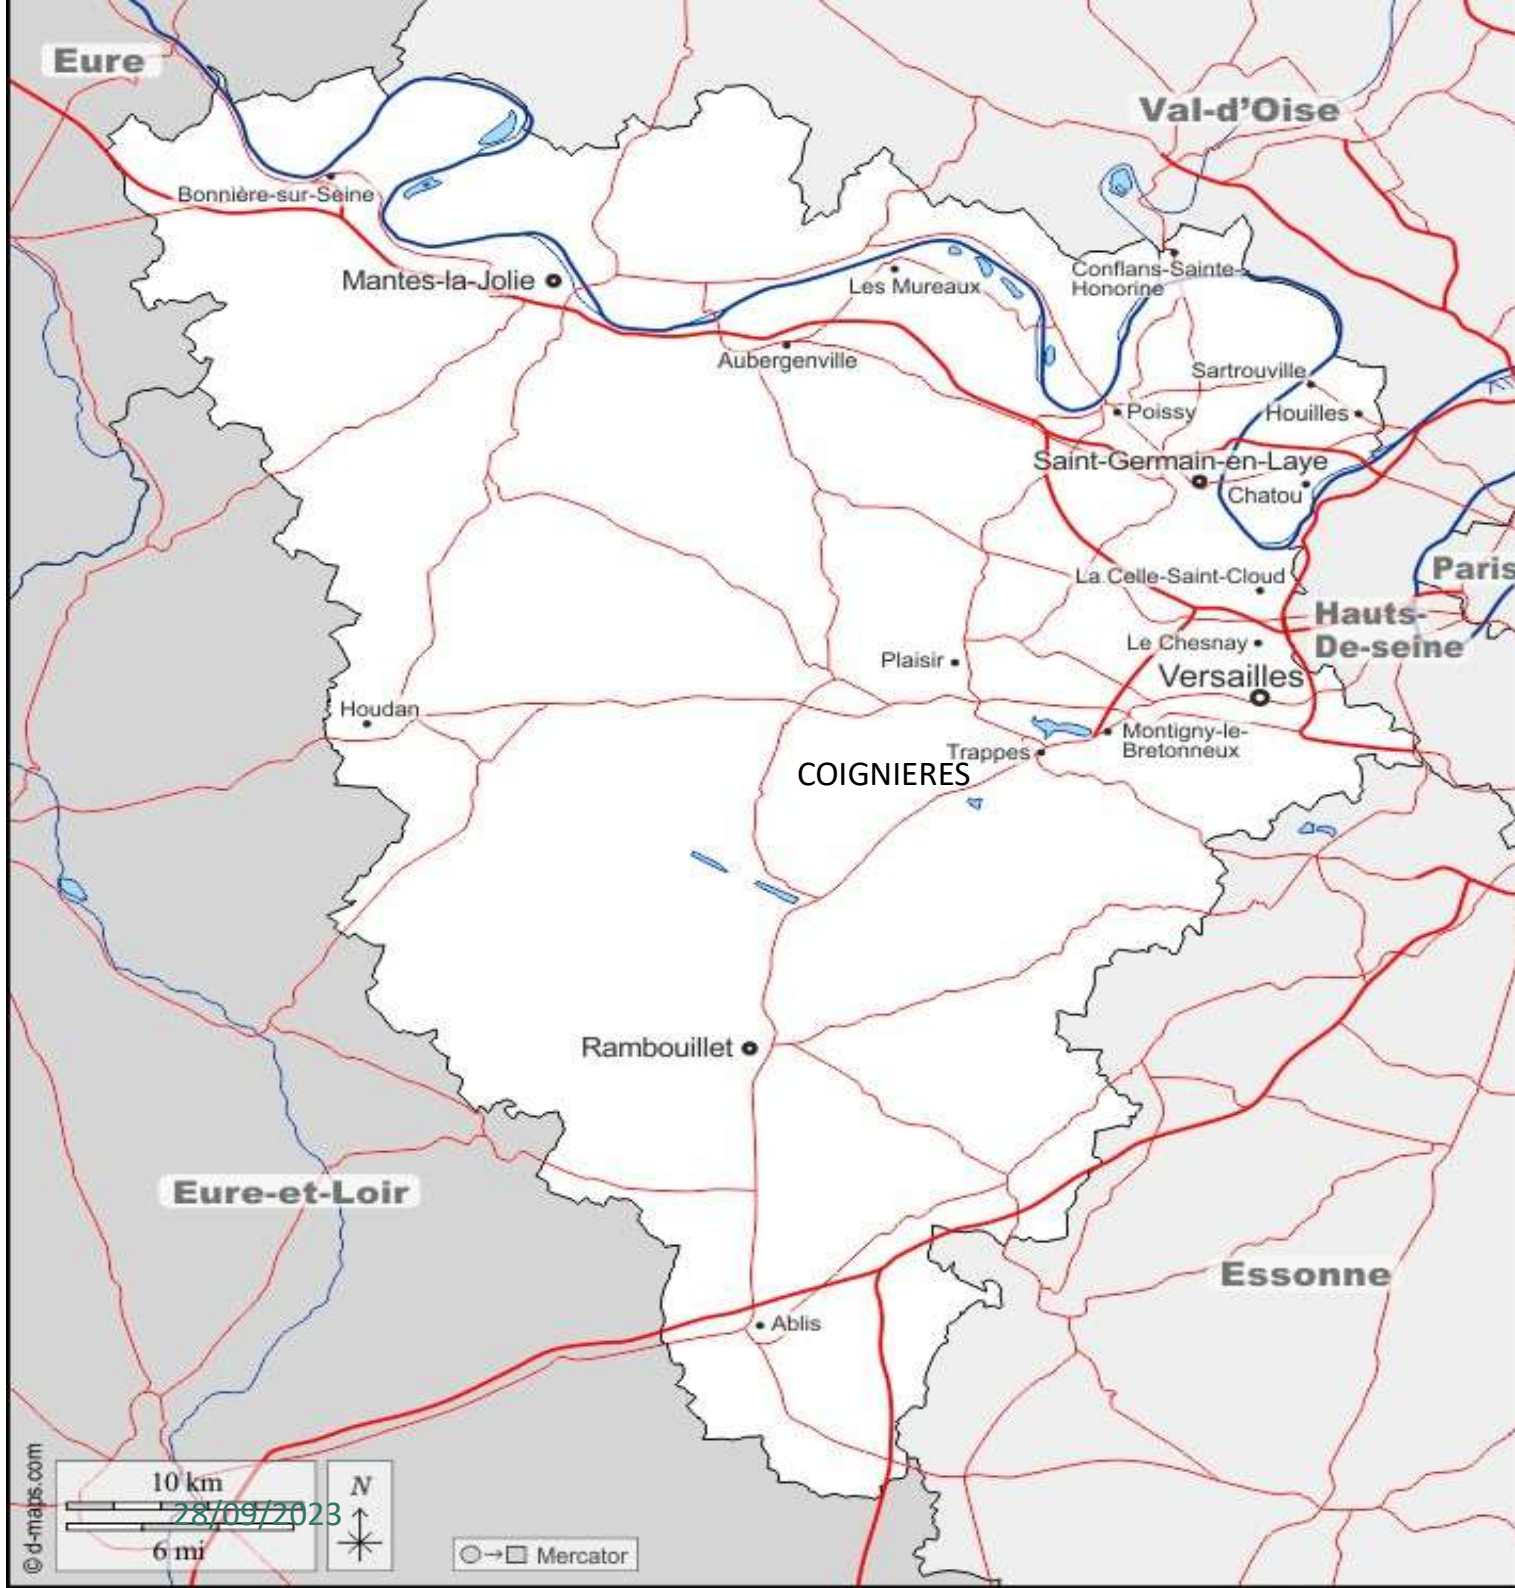 Eure
Val-d'Oise
Bonnière-sur-Seine
Mantes-la-Jolie
Les Mureaux
Conflans-Sainte-
Honorine
Aubergenville
Sartrouville
Poissy
Houilles
Saint-Germain-en-Laye
Chatou
Paris
La Celle-Saint-Cloud
Hauts-
De-seine
Le Chesnay
Plaisir
Versailles
Houdan
Montigny-le-
Bretonneux
Trappes
COIGNIERES
Rambouillet
Eure-et-Loir
Essonne
Ablis
© d-maps.com
10 km
28/09/2023
6 mi
N
Mercator